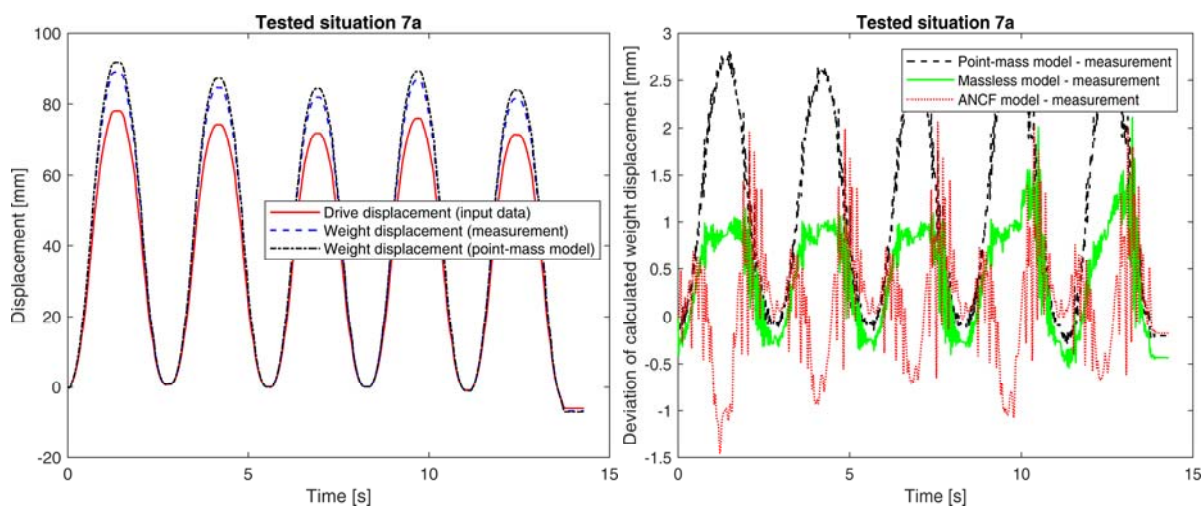 Tested situation 7a
100
80
60
40
20
0
-20
Displacement [mm]
Drive displacement (input data)
Weight displacement (measurement)
Weight displacement (point-mass model)
0
5
10
15
Time [s]
Tested situation 7a
3
2.5
2
1.5
1
0.5
0
-0.5
-1
-1.5
Deviation of calculated weight displacement [mm]
Point-mass model - measurement
Massless model - measurement
ANCF model - measurement
0
5
10
15
Time [s]